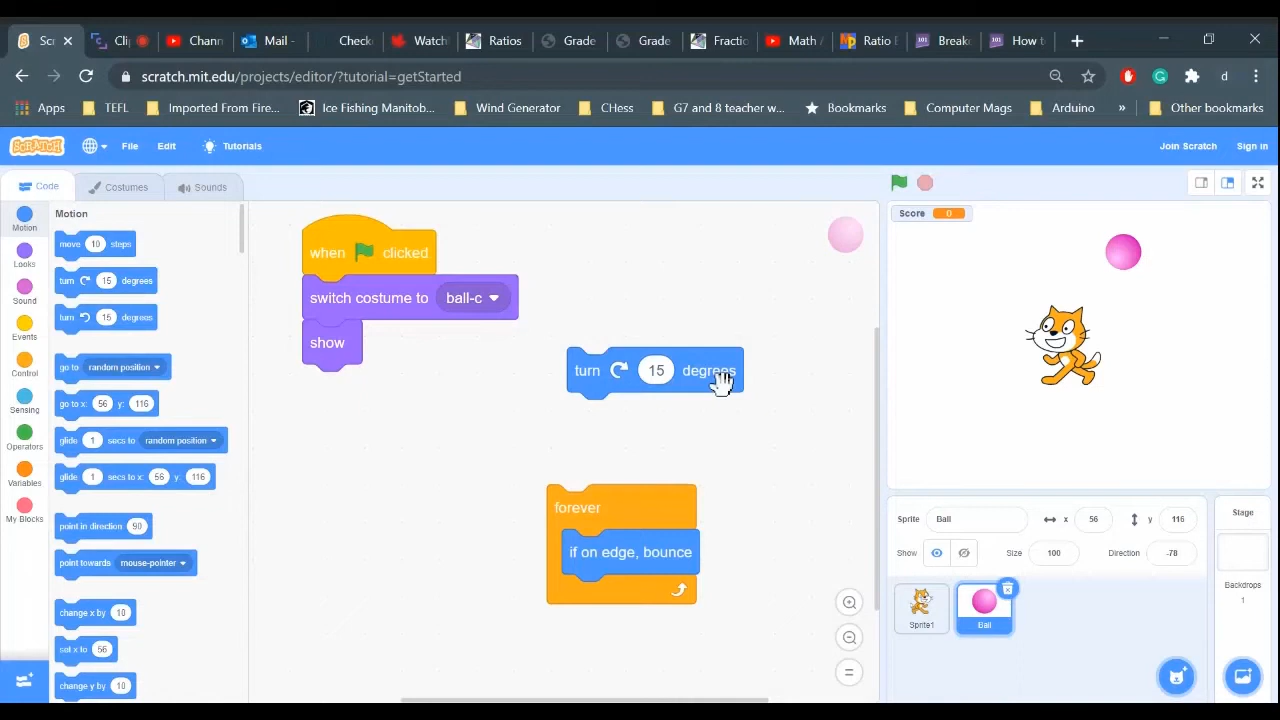 Scr
Cli
Chann
Mail -
Checke
Watch
Ratios
Grade
Grade
Fractio
Math A
Ratio E
Break
How to
scratch.mit.edu/projects/editor/?tutorial=getStarted
d
Apps
TEFL
Imported From Fire...
Ice Fishing Manitob...
Wind Generator
CHess
G7 and 8 teacher w...
Bookmarks
Computer Mags
Arduino
»
Other bookmarks
SCRATCH
File
Edit
Tutorials
Join Scratch
Sign in
Code
Costumes
Sounds
Motion
Looks
Sound
Events
Control
Sensing
Operators
Variables
My Blocks
Motion
move 10 steps
turn 15 degrees
turn 15 degrees
go to random position
go to x: 56 y: 116
glide 1 secs to random position
glide 1 secs to x: 56 y: 116
point in direction 90
point towards mouse-pointer
change x by 10
set x to 56
change y by 10
when clicked
switch costume to ball-c
show
turn 15 degrees
forever
if on edge, bounce
Score 0
Sprite Ball x 56 y 116
Show Size 100 Direction -78
Sprite1
Ball
Stage
Backdrops
1